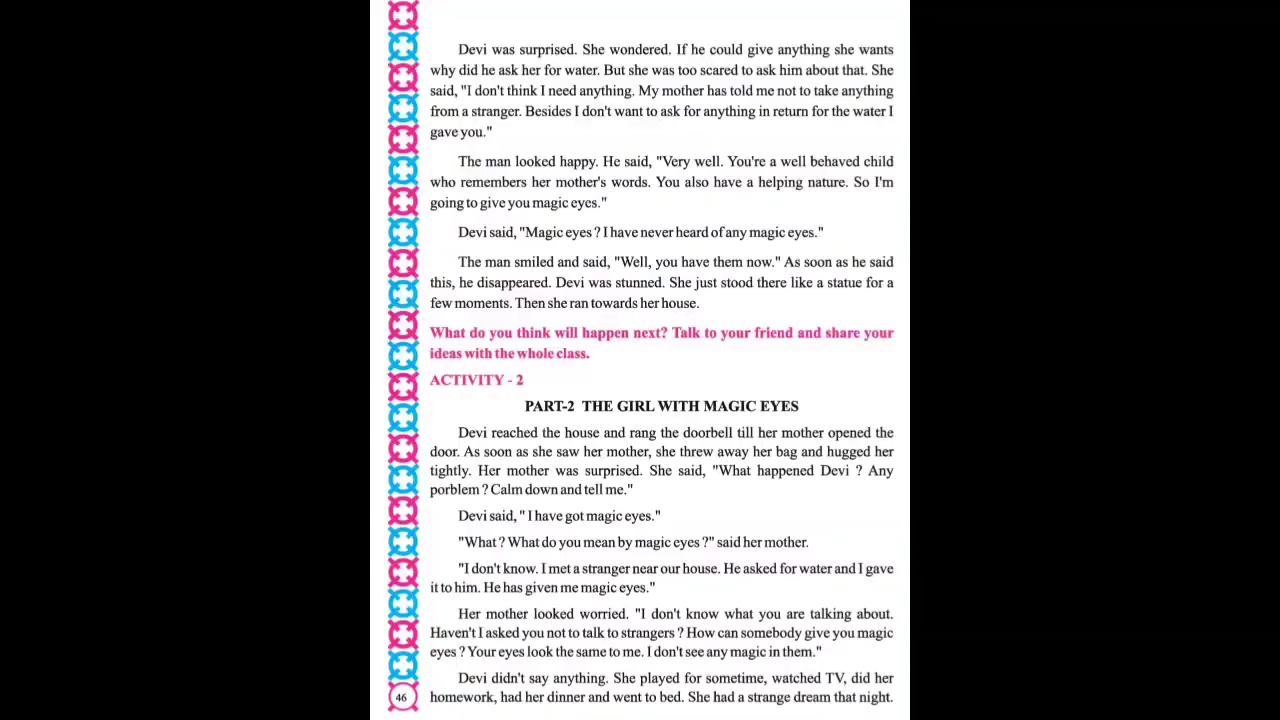 Devi was surprised. She wondered. If he could give anything she wants
why did he ask her for water. But she was too scared to ask him about that. She
said, "I don't think I need anything. My mother has told me not to take anything
from a stranger. Besides I don't want to ask for anything in return for the water I
gave you."
The man looked happy. He said, "Very well. You're a well behaved child
who remembers her mother's words. You also have a helping nature. So I'm
going to give you magic eyes."
Devi said, "Magic eyes ? I have never heard of any magic eyes."
The man smiled and said, "Well, you have them now." As soon as he said
this, he disappeared. Devi was stunned. She just stood there like a statue for a
few moments. Then she ran towards her house.
What do you think will happen next? Talk to your friend and share your
ideas with the whole class.
ACTIVITY - 2
PART-2 THE GIRL WITH MAGIC EYES
Devi reached the house and rang the doorbell till her mother opened the
door. As soon as she saw her mother, she threw away her bag and hugged her
tightly. Her mother was surprised. She said, "What happened Devi ? Any
porblem ? Calm down and tell me."
Devi said, " I have got magic eyes."
"What ? What do you mean by magic eyes ?" said her mother.
"I don't know. I met a stranger near our house. He asked for water and I gave
it to him. He has given me magic eyes."
Her mother looked worried. "I don't know what you are talking about.
Haven't I asked you not to talk to strangers ? How can somebody give you magic
eyes ? Your eyes look the same to me. I don't see any magic in them."
Devi didn't say anything. She played for sometime, watched TV, did her
homework, had her dinner and went to bed. She had a strange dream that night.
46